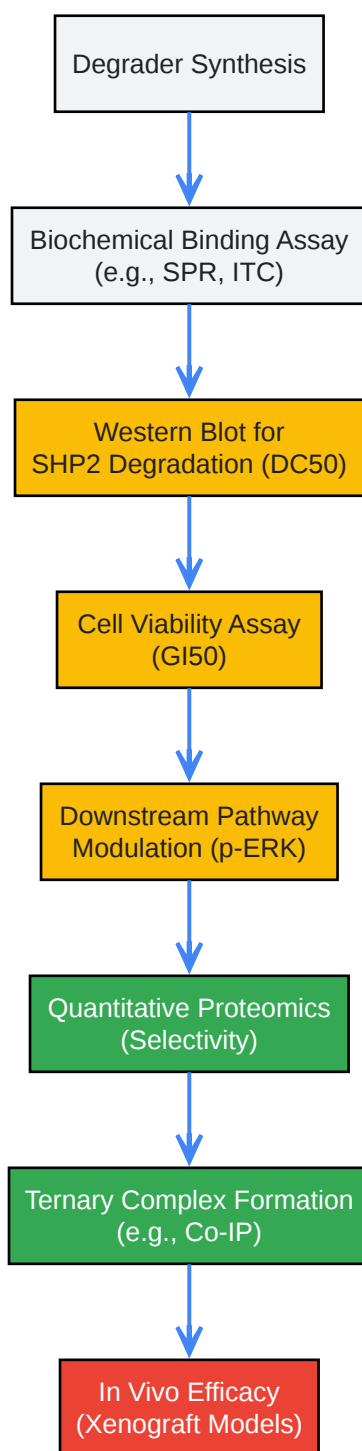 Degrader Synthesis
Biochemical Binding Assay
(e.g., SPR, ITC)
Western Blot for
SHP2 Degradation (DC50)
Cell Viability Assay
(GI50)
Downstream Pathway
Modulation (p-ERK)
Quantitative Proteomics
(Selectivity)
Ternary Complex Formation
(e.g., Co-IP)
In Vivo Efficacy
(Xenograft Models)